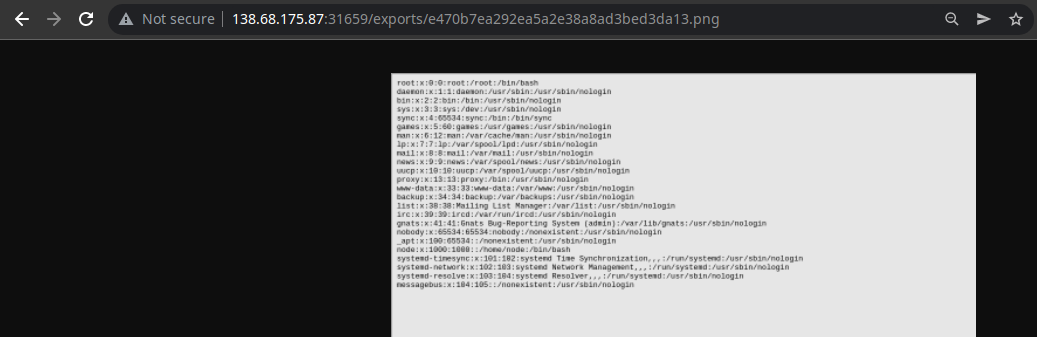 Not secure | 138.68.175.87:31659/exports/e470b7ea292ea5a2e38a8ad3bed3da13.png
root:x:0:0:root:/root:/bin/bash
daemon:x:1:1:daemon:/usr/sbin:/usr/sbin/nologin
bin:x:2:2:bin:/bin:/usr/sbin/nologin
sys:x:3:3:sys:/dev:/usr/sbin/nologin
sync:x:4:65534:sync:/bin:/bin/sync
games:x:5:60:games:/usr/games:/usr/sbin/nologin
man:x:6:12:man:/var/cache/man:/usr/sbin/nologin
lp:x:7:7:lp:/var/spool/lpd:/usr/sbin/nologin
mail:x:8:8:mail:/var/mail:/usr/sbin/nologin
news:x:9:9:news:/var/spool/news:/usr/sbin/nologin
uucp:x:10:10:uucp:/var/spool/uucp:/usr/sbin/nologin
proxy:x:13:13:proxy:/bin:/usr/sbin/nologin
www-data:x:33:33:www-data:/var/www:/usr/sbin/nologin
backup:x:34:34:backup:/var/backups:/usr/sbin/nologin
list:x:38:38:Mailing List Manager:/var/list:/usr/sbin/nologin
irc:x:39:39:ircd:/var/run/ircd:/usr/sbin/nologin
gnats:x:41:41:Gnats Bug-Reporting System (admin):/var/lib/gnats:/usr/sbin/nologin
nobody:x:65534:65534:nobody:/nonexistent:/usr/sbin/nologin
_apt:x:100:65534::/nonexistent:/usr/sbin/nologin
node:x:1000:1000::/home/node:/bin/bash
systemd-timesync:x:101:102:systemd Time Synchronization,,,:/run/systemd:/usr/sbin/nologin
systemd-network:x:102:103:systemd Network Management,,,:/run/systemd:/usr/sbin/nologin
systemd-resolve:x:103:104:systemd Resolver,,,:/run/systemd:/usr/sbin/nologin
messagebus:x:104:105::/nonexistent:/usr/sbin/nologin